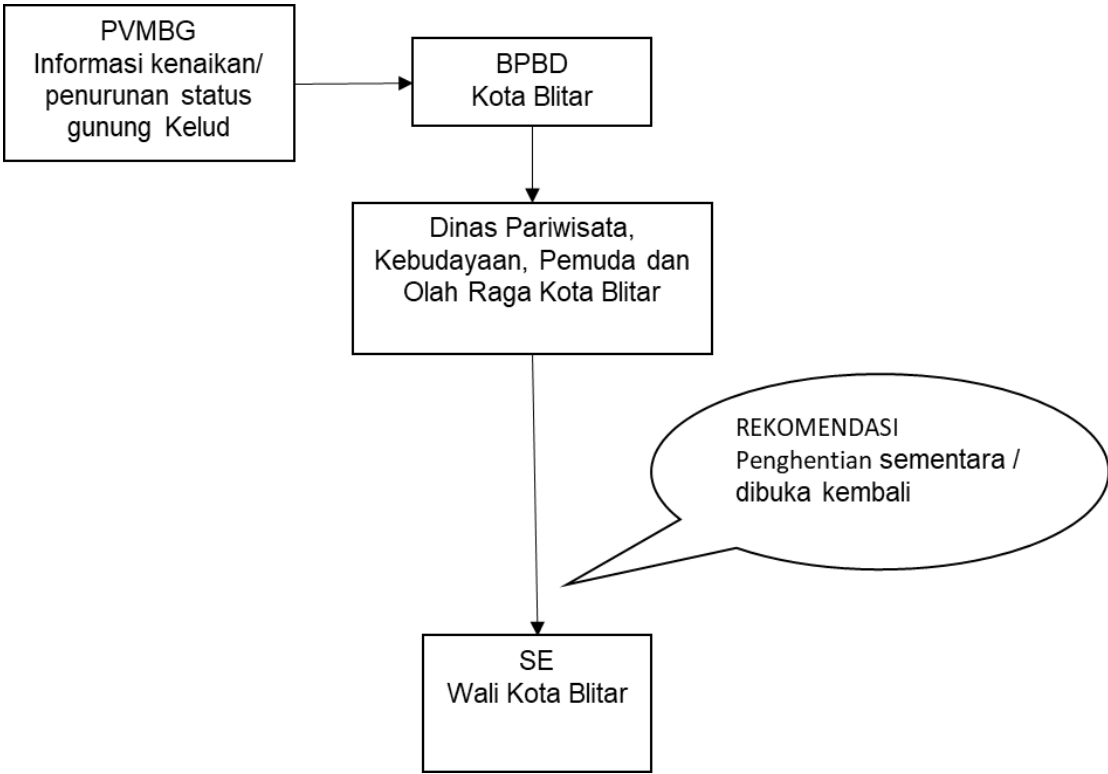 PVMBG
Informasi kenaikan/
penurunan status
gunung Kelud
BPBD
Kota Blitar
Dinas Pariwisata,
Kebudayaan, Pemuda dan
Olah Raga Kota Blitar
REKOMENDASI
Penghentian sementara /
dibuka kembali
SE
Wali Kota Blitar